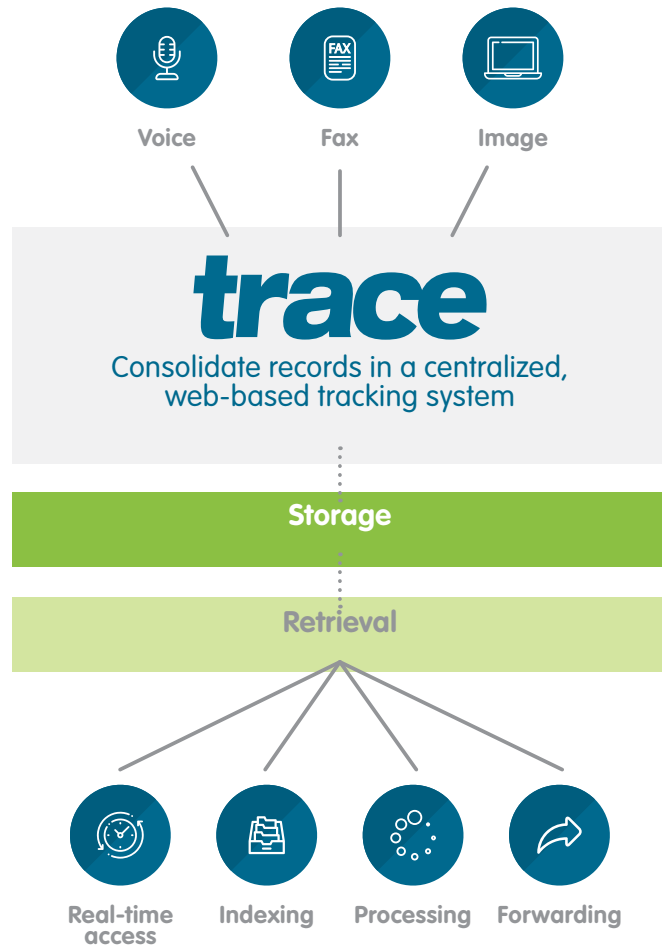 FAX
Voice
Fax
Image
trace
Consolidate records in a centralized,
web-based tracking system
Storage
Retrieval
Real-time
access
Indexing
Processing
Forwarding